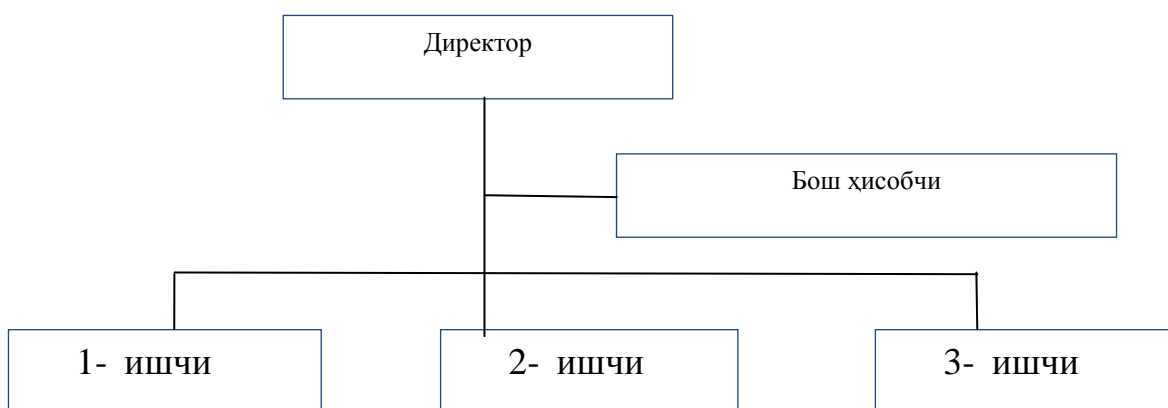 Директор
Бош ҳисобчи
1- ишчи
2- ишчи
3- ишчи